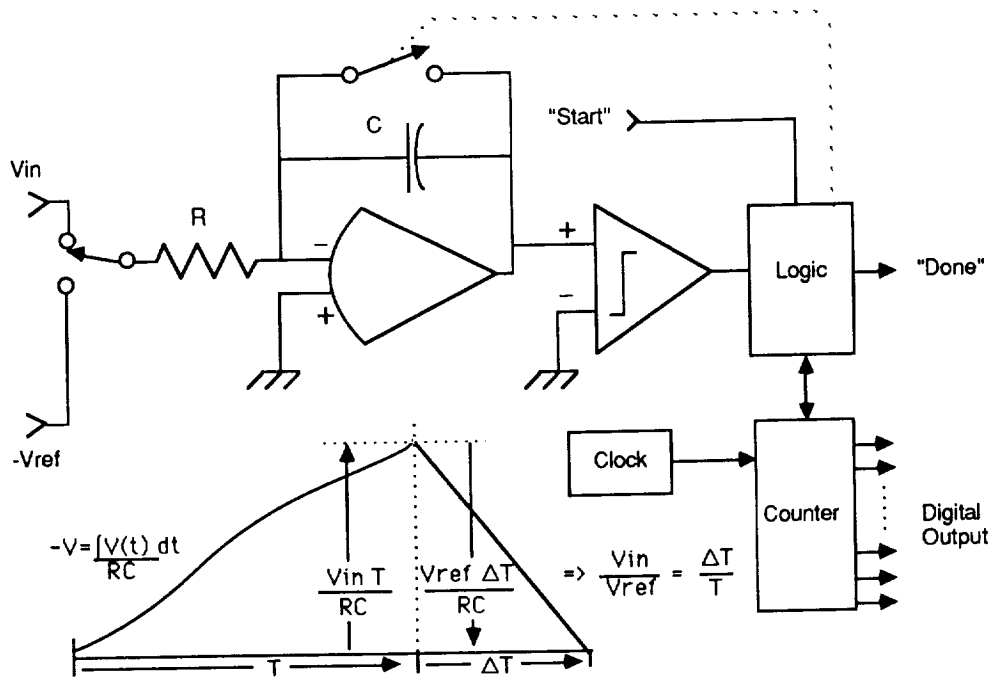 C
"Start"
Vin
R
−
+
+
−
Logic
"Done"
-Vref
Clock
Counter
Digital
Output
-V=∫V(t) dt
RC
Vin T
RC
Vref ΔT
RC
=> Vin = ΔT
Vref T
T
ΔT